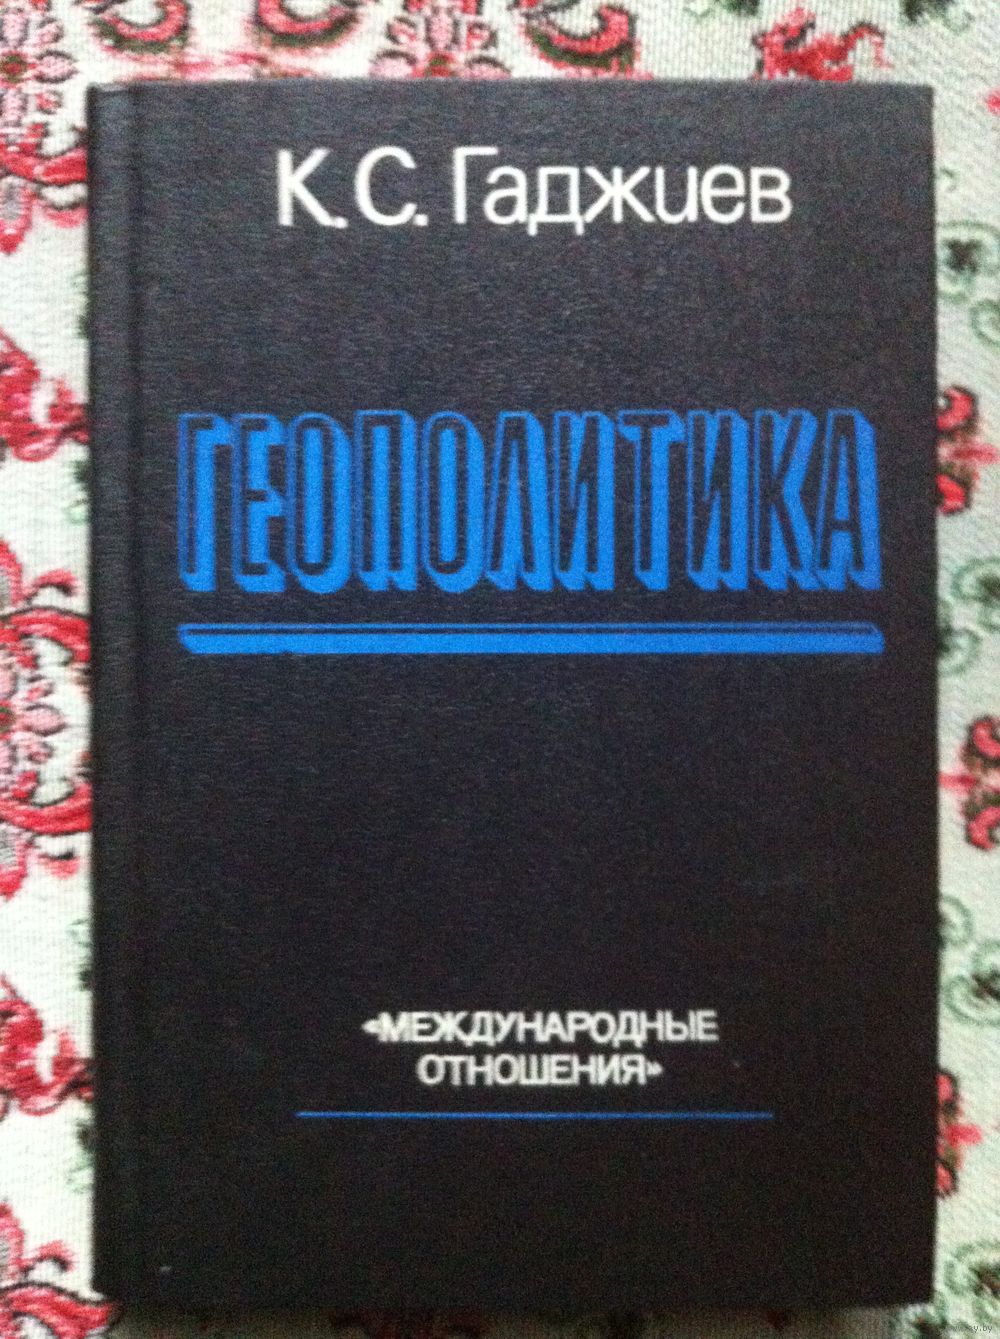 К. С. Гаджиев
ГЕОПОЛИТИКА
«МЕЖДУНАРОДНЫЕ
ОТНОШЕНИЯ»